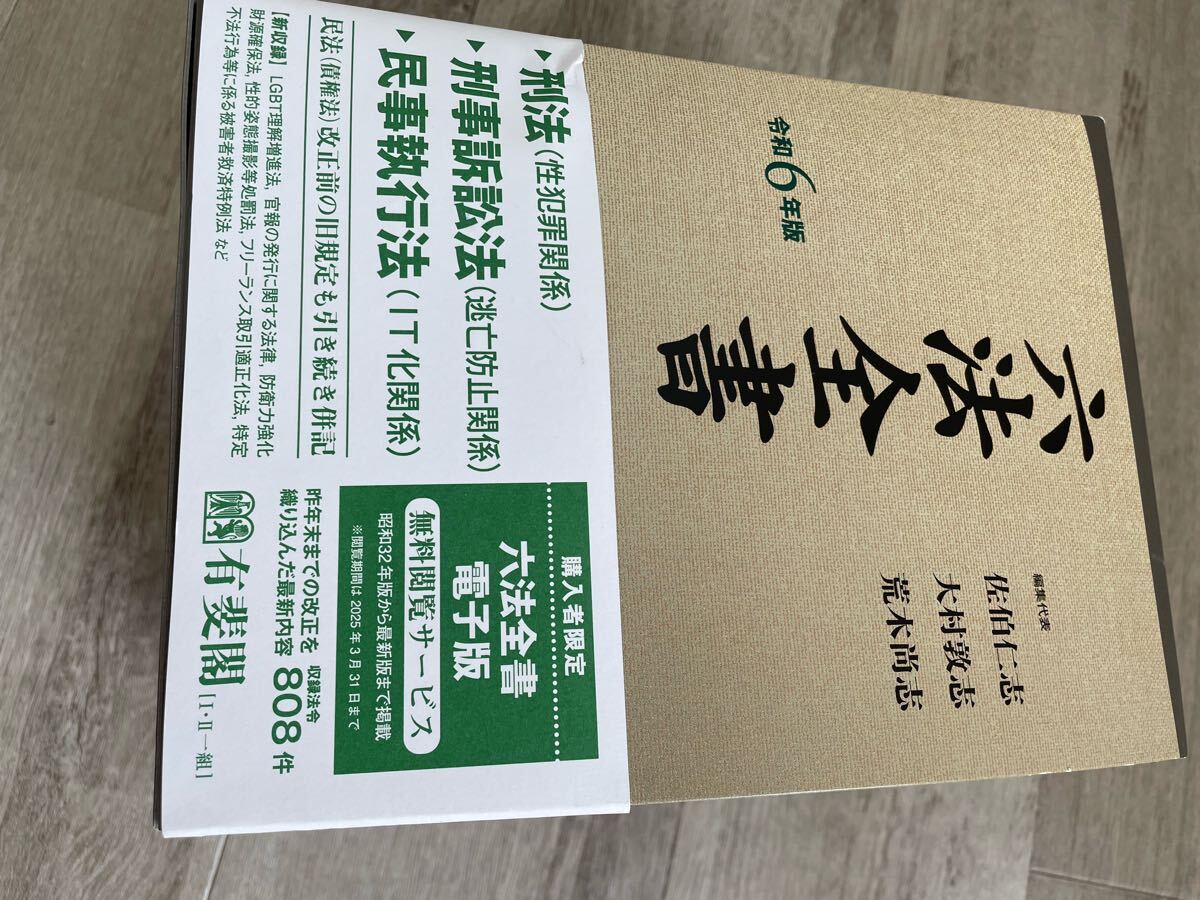 令和6年版
六法全書
編集代表
佐伯仁志
大村敦志
荒木尚志
▶刑法(性犯罪関係)
▶刑事訴訟法(逃亡防止関係)
▶民事執行法(IT化関係)
民法(債権法)改正前の旧規定も引き続き併記
【新収録】LGBT理解増進法, 官報の発行に関する法律, 防衛力強化
財源確保法, 性的姿態撮影等処罰法, フリーランス取引適正化法, 特定
不法行為等に係る被害者救済特例法 など
購入者限定
六法全書
電子版
無料閲覧サービス
昭和32年版から最新版まで掲載
※閲覧期間は2025年3月31日まで
昨年末までの改正を
織り込んだ最新内容
収録法令
808件
有斐閣
[I・II一組]